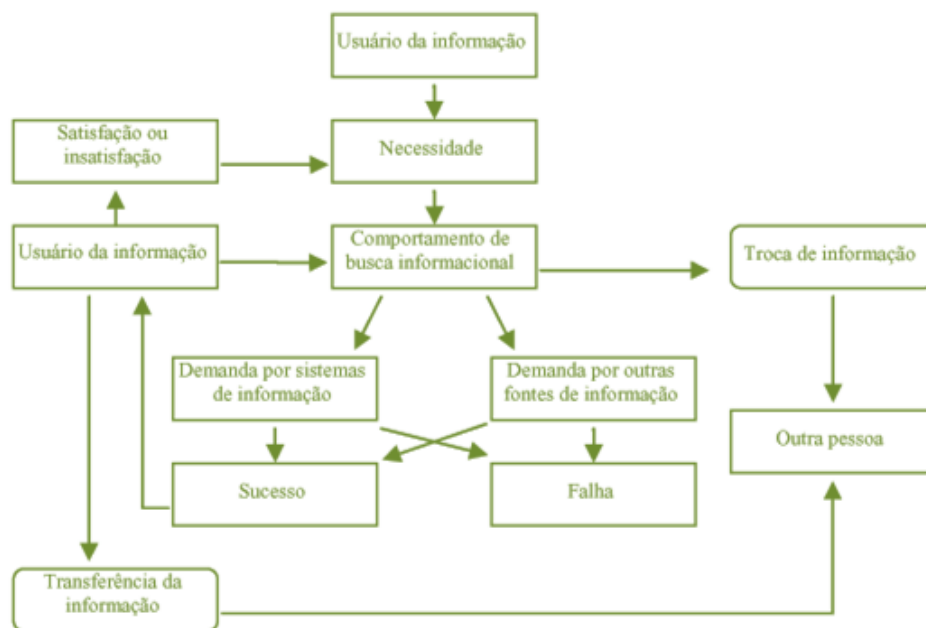 Usuário da informação
Satisfação ou
insatisfação
Necessidade
Usuário da informação
Comportamento de
busca informacional
Troca de informação
Demanda por sistemas
de informação
Demanda por outras
fontes de informação
Outra pessoa
Sucesso
Falha
Transferência da
informação